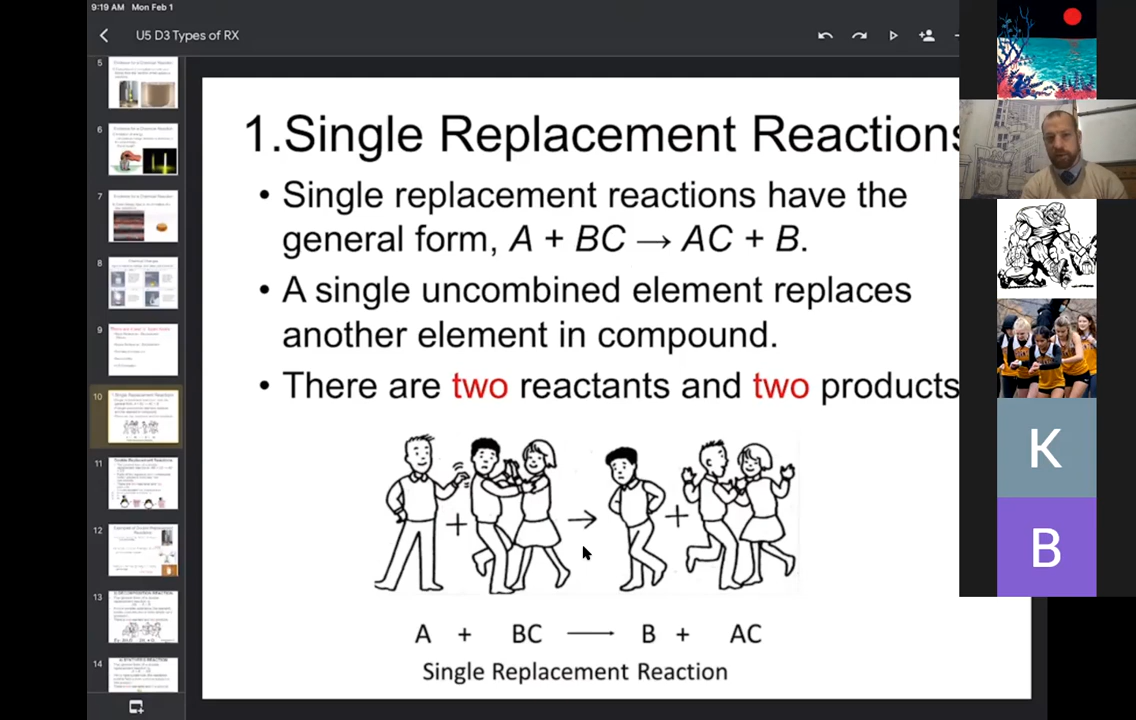 9:19 AM Mon Feb 1
U5 D3 Types of RX
1.Single Replacement Reactions
• Single replacement reactions have the
general form, A + BC → AC + B.
• A single uncombined element replaces
another element in compound.
• There are two reactants and two products
+ → +
A + BC —— B + AC
Single Replacement Reaction
5
6
7
8
9
10
11
12
13
14
K
B